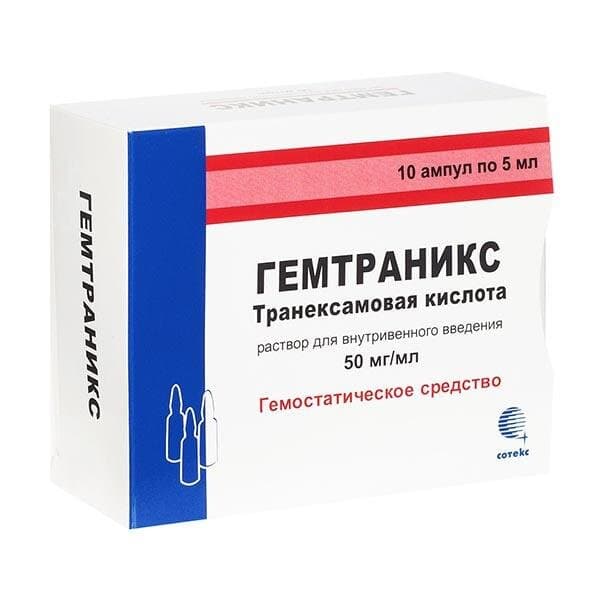 ГЕМТРАНИКС
ГЕМТРАНИКС
10 ампул по 5 мл
ГЕМТРАНИКС
Транексамовая кислота
раствор для внутривенного введения
50 мг/мл
Гемостатическое средство
сотекс